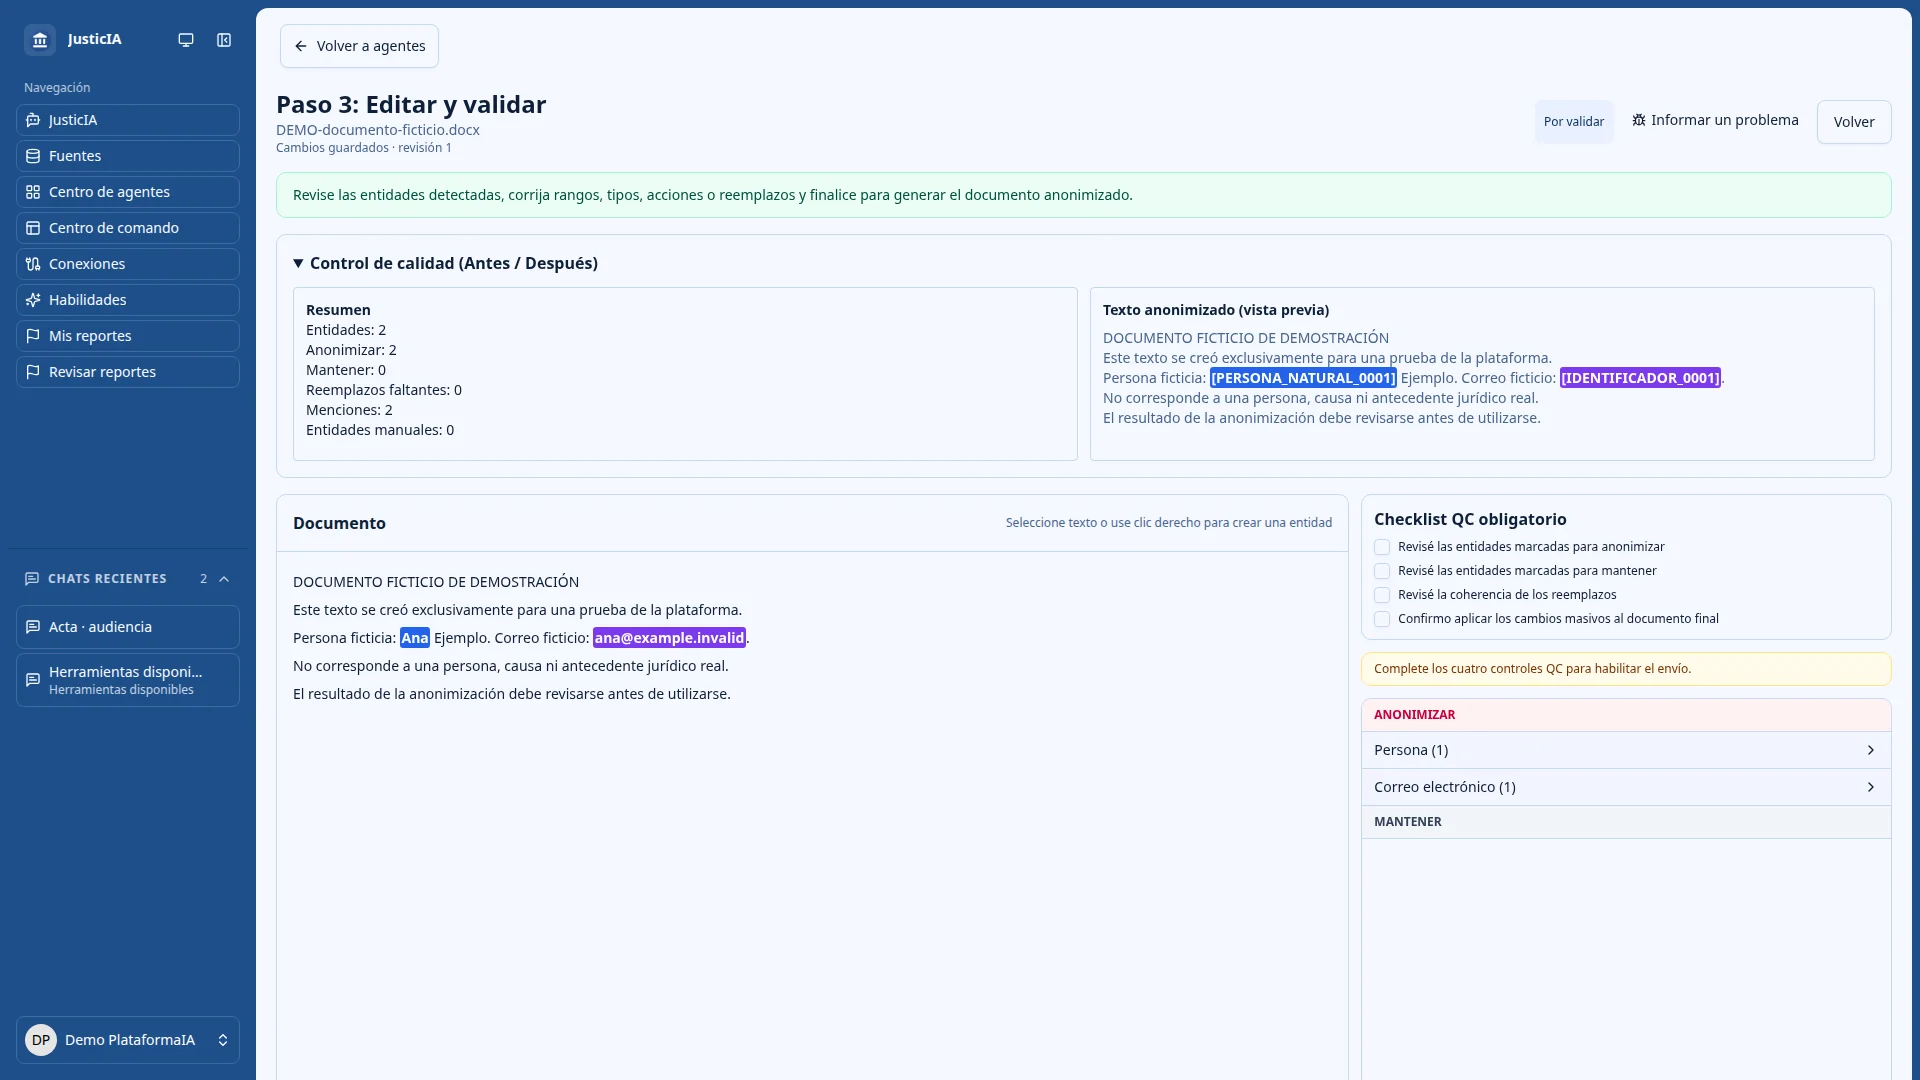 JusticIA
Navegación
JusticIA
Fuentes
Centro de agentes
Centro de comando
Conexiones
Habilidades
Mis reportes
Revisar reportes
CHATS RECIENTES 2
Acta · audiencia
Herramientas disponi...
Herramientas disponibles
DP Demo PlataformaIA
Volver a agentes
Paso 3: Editar y validar
DEMO-documento-ficticio.docx
Cambios guardados · revisión 1
Por validar
Informar un problema
Volver
Revise las entidades detectadas, corrija rangos, tipos, acciones o reemplazos y finalice para generar el documento anonimizado.
Control de calidad (Antes / Después)
Resumen
Entidades: 2
Anonimizar: 2
Mantener: 0
Reemplazos faltantes: 0
Menciones: 2
Entidades manuales: 0
Texto anonimizado (vista previa)
DOCUMENTO FICTICIO DE DEMOSTRACIÓN
Este texto se creó exclusivamente para una prueba de la plataforma.
Persona ficticia: [PERSONA_NATURAL_0001] Ejemplo. Correo ficticio: [IDENTIFICADOR_0001].
No corresponde a una persona, causa ni antecedente jurídico real.
El resultado de la anonimización debe revisarse antes de utilizarse.
Documento
Seleccione texto o use clic derecho para crear una entidad
DOCUMENTO FICTICIO DE DEMOSTRACIÓN
Este texto se creó exclusivamente para una prueba de la plataforma.
Persona ficticia: Ana Ejemplo. Correo ficticio: ana@example.invalid.
No corresponde a una persona, causa ni antecedente jurídico real.
El resultado de la anonimización debe revisarse antes de utilizarse.
Checklist QC obligatorio
Revisé las entidades marcadas para anonimizar
Revisé las entidades marcadas para mantener
Revisé la coherencia de los reemplazos
Confirmo aplicar los cambios masivos al documento final
Complete los cuatro controles QC para habilitar el envío.
ANONIMIZAR
Persona (1)
Correo electrónico (1)
MANTENER